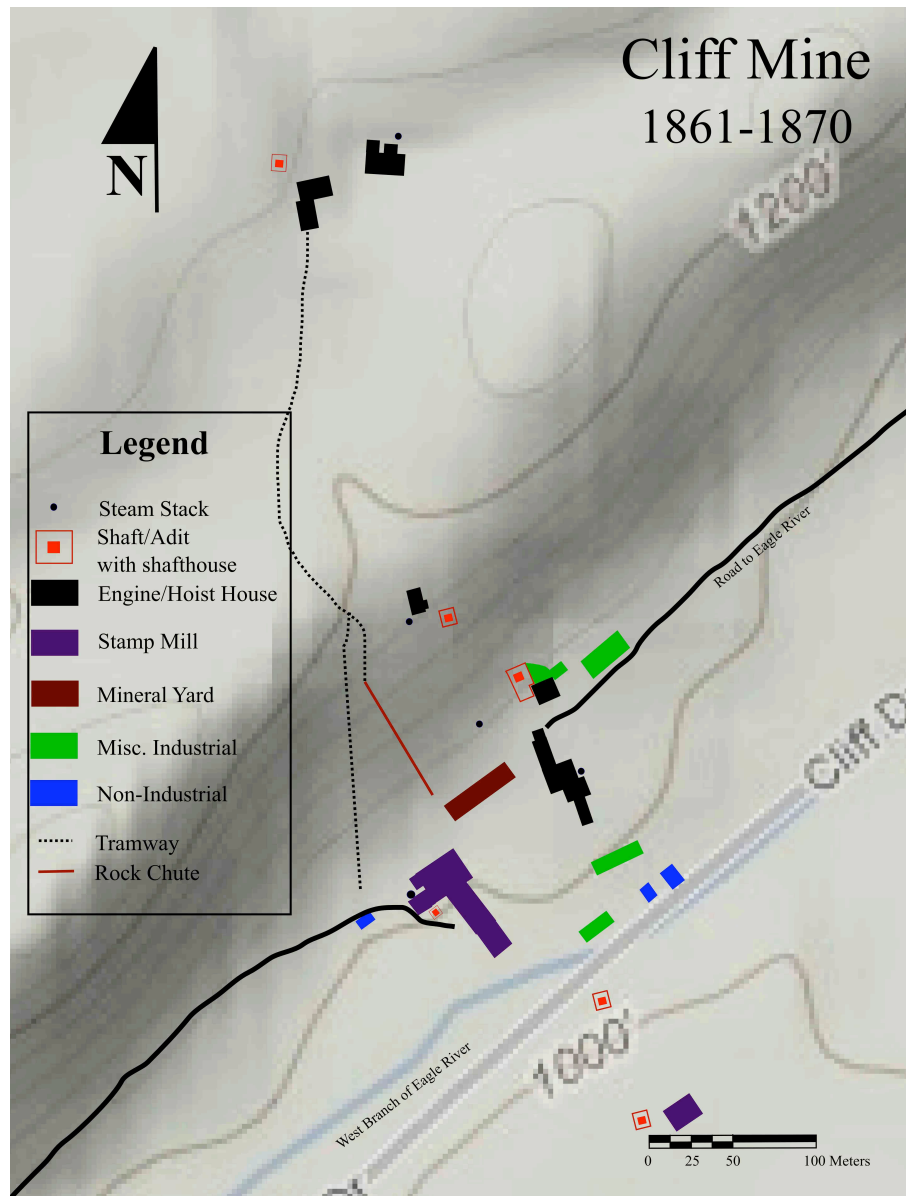 Cliff Mine
1861-1870
N
1200'
Legend
Steam Stack
Shaft/Adit
with shafthouse
Engine/Hoist House
Stamp Mill
Mineral Yard
Misc. Industrial
Non-Industrial
Tramway
Rock Chute
Road to Eagle River
Cliff D
West Branch of Eagle River
1000'
0 25 50 100 Meters